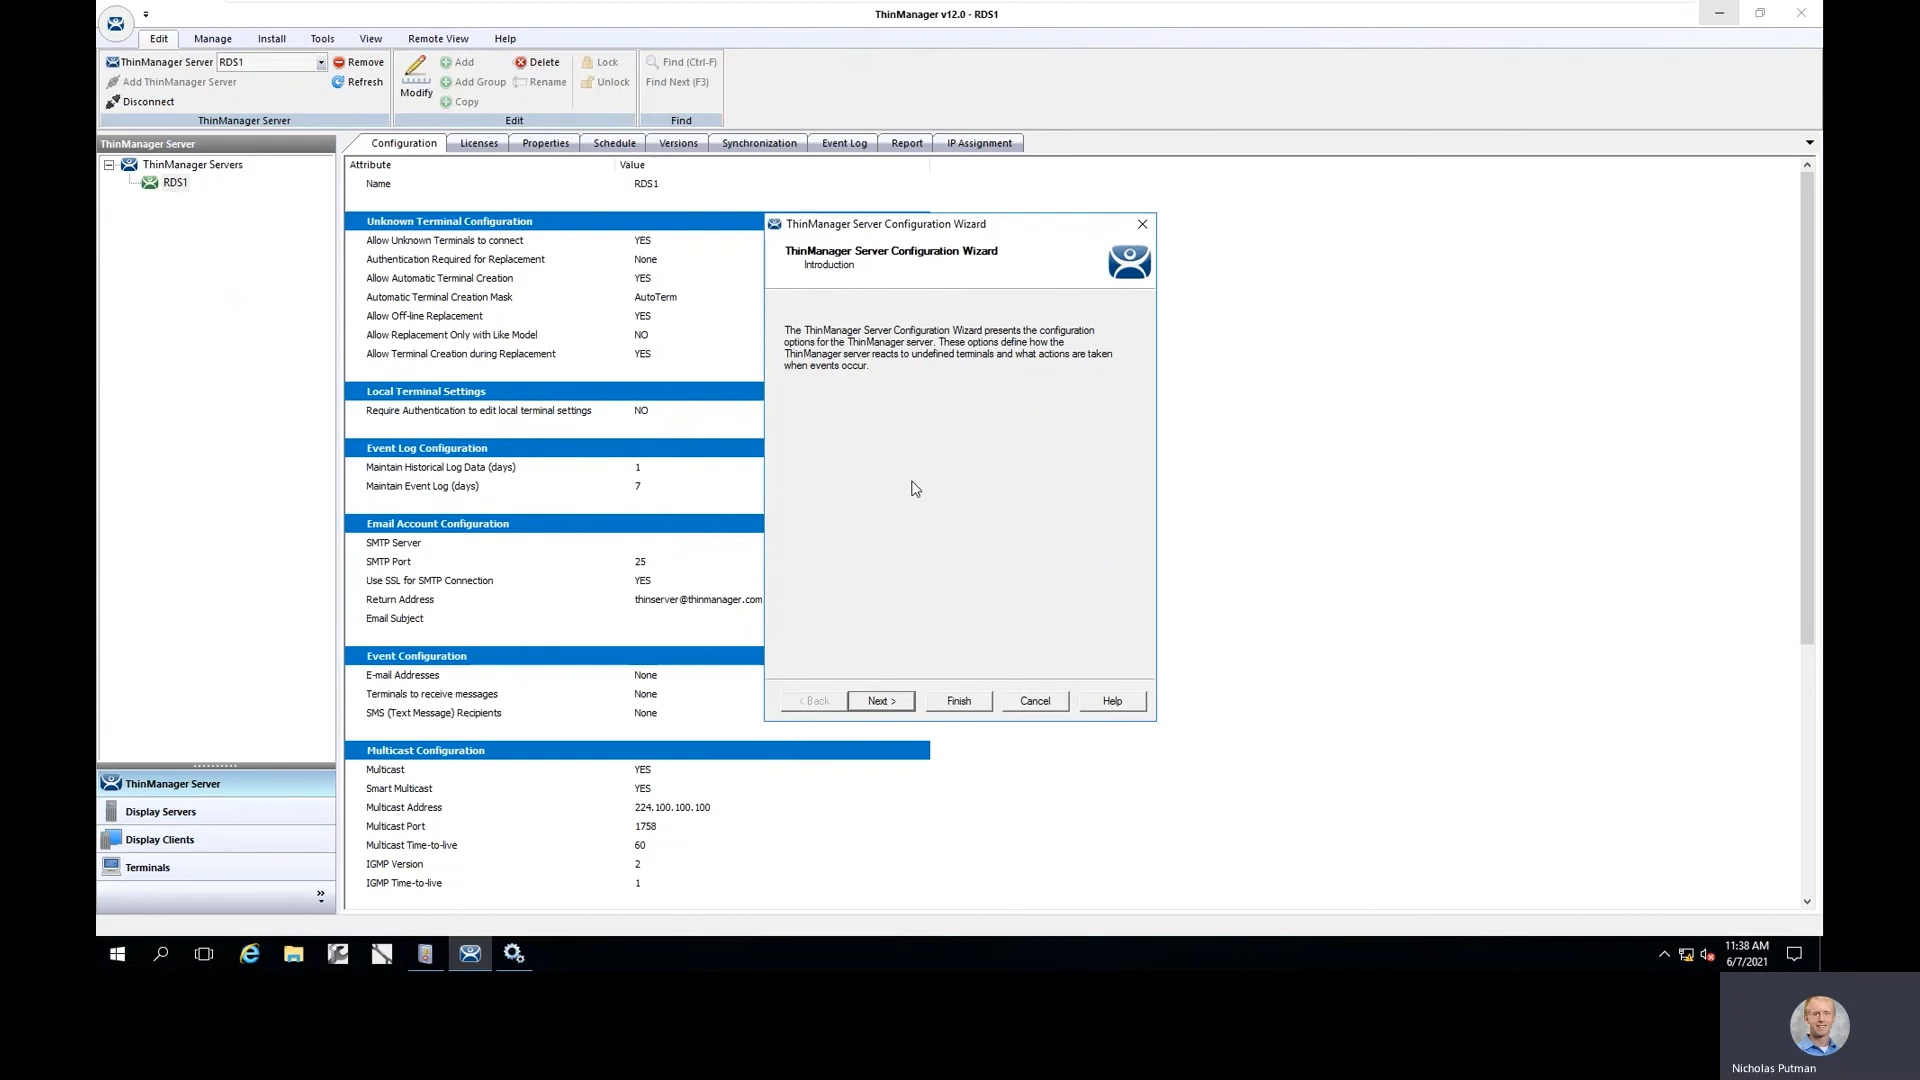 ThinManager v12.0 - RDS1
Edit Manage Install Tools View Remote View Help
ThinManager Server RDS1 Remove
Add ThinManager Server Refresh
Disconnect
ThinManager Server
Modify
Add
Add Group
Copy
Delete
Rename
Edit
Lock
Unlock
Find (Ctrl-F)
Find Next (F3)
Find
ThinManager Server
ThinManager Servers
RDS1
Configuration Licenses Properties Schedule Versions Synchronization Event Log Report IP Assignment
Attribute Value
Name RDS1
Unknown Terminal Configuration
Allow Unknown Terminals to connect YES
Authentication Required for Replacement None
Allow Automatic Terminal Creation YES
Automatic Terminal Creation Mask AutoTerm
Allow Off-line Replacement YES
Allow Replacement Only with Like Model NO
Allow Terminal Creation during Replacement YES
Local Terminal Settings
Require Authentication to edit local terminal settings NO
Event Log Configuration
Maintain Historical Log Data (days) 1
Maintain Event Log (days) 7
Email Account Configuration
SMTP Server
SMTP Port 25
Use SSL for SMTP Connection YES
Return Address thinserver@thinmanager.com
Email Subject
Event Configuration
E-mail Addresses None
Terminals to receive messages None
SMS (Text Message) Recipients None
Multicast Configuration
Multicast YES
Smart Multicast YES
Multicast Address 224.100.100.100
Multicast Port 1758
Multicast Time-to-live 60
IGMP Version 2
IGMP Time-to-live 1
ThinManager Server Configuration Wizard
ThinManager Server Configuration Wizard
Introduction
The ThinManager Server Configuration Wizard presents the configuration
options for the ThinManager server. These options define how the
ThinManager server reacts to undefined terminals and what actions are taken
when events occur.
< Back Next > Finish Cancel Help
ThinManager Server
Display Servers
Display Clients
Terminals
11:38 AM
6/7/2021
Nicholas Putman